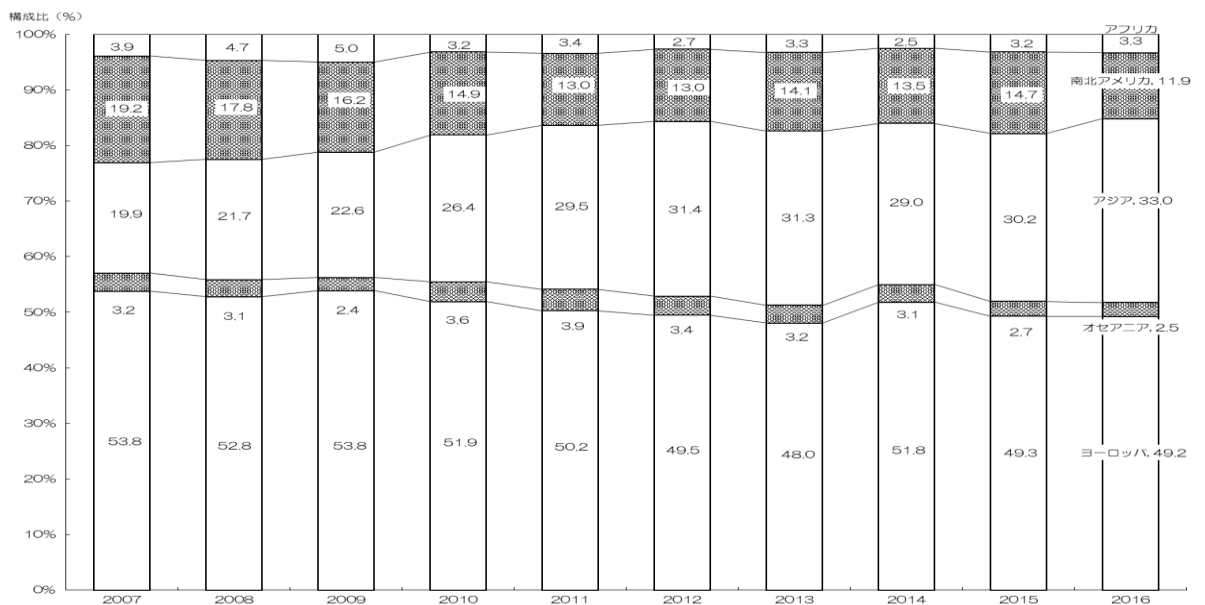 構成比（%）
アフリカ
100%
3.9 4.7 5.0 3.2 3.4 2.7 3.3 2.5 3.2 3.3
90%
19.2 17.8 16.2 14.9 13.0 13.0 14.1 13.5 14.7 南北アメリカ, 11.9
80%
70%
19.9 21.7 22.6 26.4 29.5 31.4 31.3 29.0 30.2 アジア, 33.0
60%
50%
3.2 3.1 2.4 3.6 3.9 3.4 3.2 3.1 2.7 オセアニア, 2.5
40%
30%
53.8 52.8 53.8 51.9 50.2 49.5 48.0 51.8 49.3 ヨーロッパ, 49.2
20%
10%
0%
2007 2008 2009 2010 2011 2012 2013 2014 2015 2016